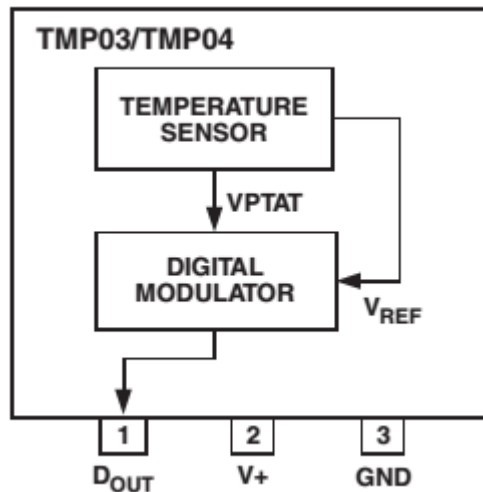 TMP03/TMP04
TEMPERATURE
SENSOR
VPTAT
DIGITAL
MODULATOR
VREF
1 2 3
DOUT V+ GND